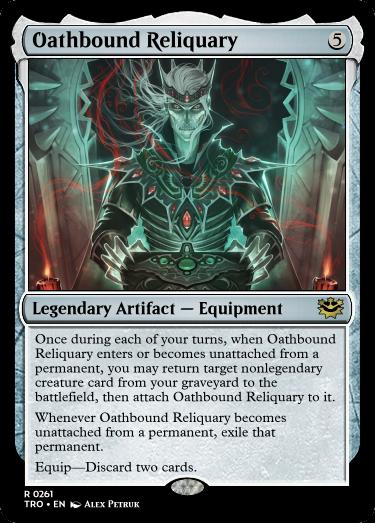 Oathbound Reliquary 5
Legendary Artifact — Equipment
Once during each of your turns, when Oathbound
Reliquary enters or becomes unattached from a
permanent, you may return target nonlegendary
creature card from your graveyard to the
battlefield, then attach Oathbound Reliquary to it.
Whenever Oathbound Reliquary becomes
unattached from a permanent, exile that
permanent.
Equip—Discard two cards.
R 0261
TRO • EN Alex Petruk